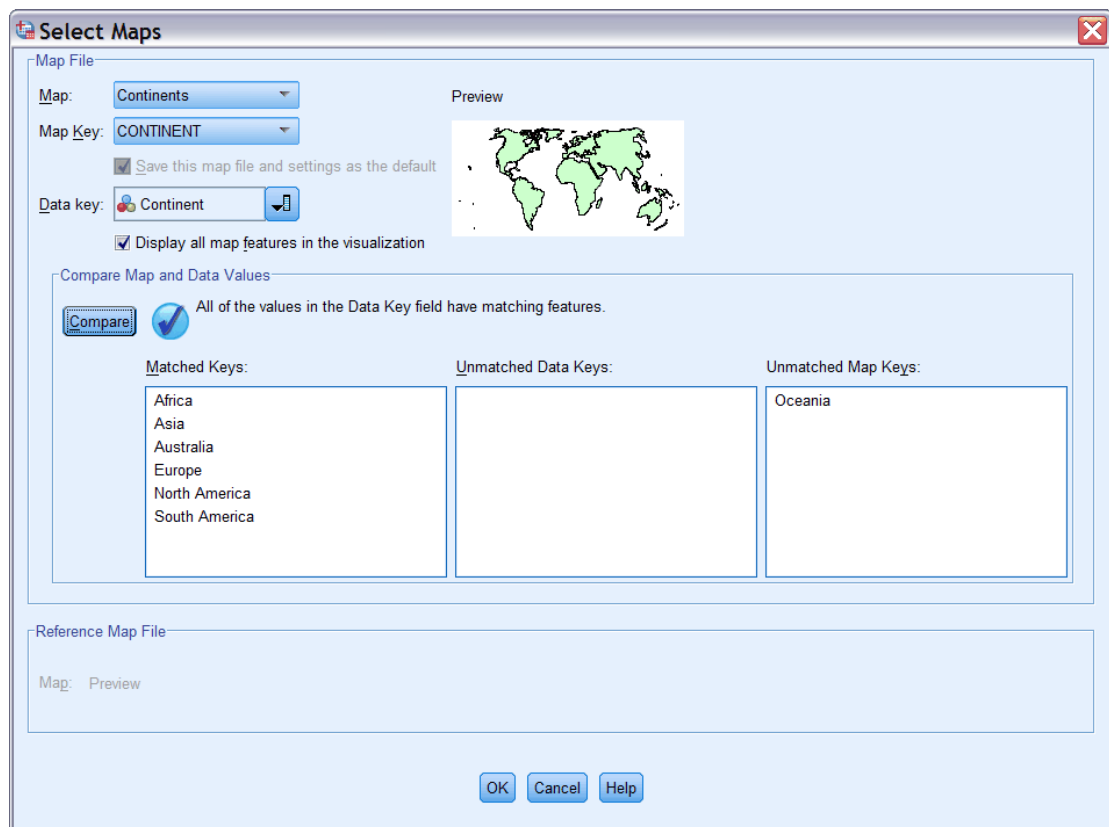 Select Maps
Map File
Map: Continents
Preview
Map Key: CONTINENT
Save this map file and settings as the default
Data key: Continent
Display all map features in the visualization
Compare Map and Data Values
Compare
All of the values in the Data Key field have matching features.
Matched Keys:
Unmatched Data Keys:
Unmatched Map Keys:
Africa
Asia
Australia
Europe
North America
South America
Oceania
Reference Map File
Map: Preview
OK
Cancel
Help